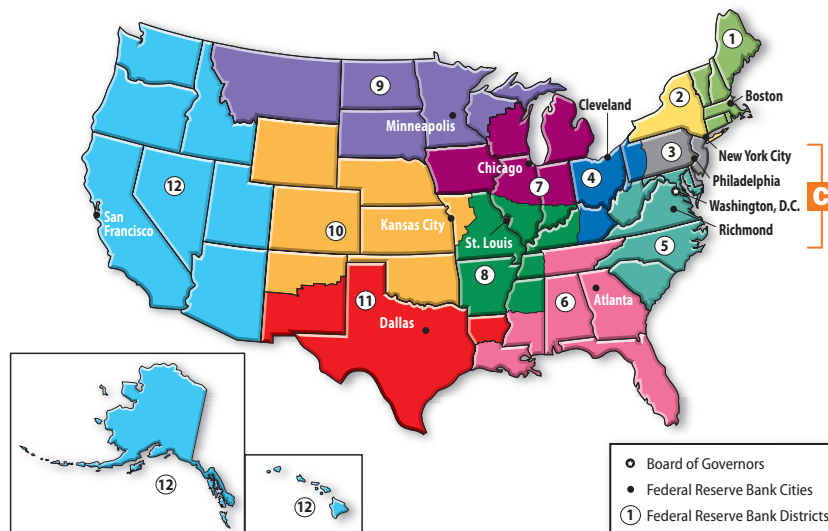 1
2
Boston
Cleveland
9
Minneapolis
3
New York City
Chicago
4
Philadelphia
C
7
Washington, D.C.
12
San
Francisco
Kansas City
10
St. Louis
Richmond
5
8
11
6
Atlanta
Dallas
12
12
Board of Governors
Federal Reserve Bank Cities
1 Federal Reserve Bank Districts